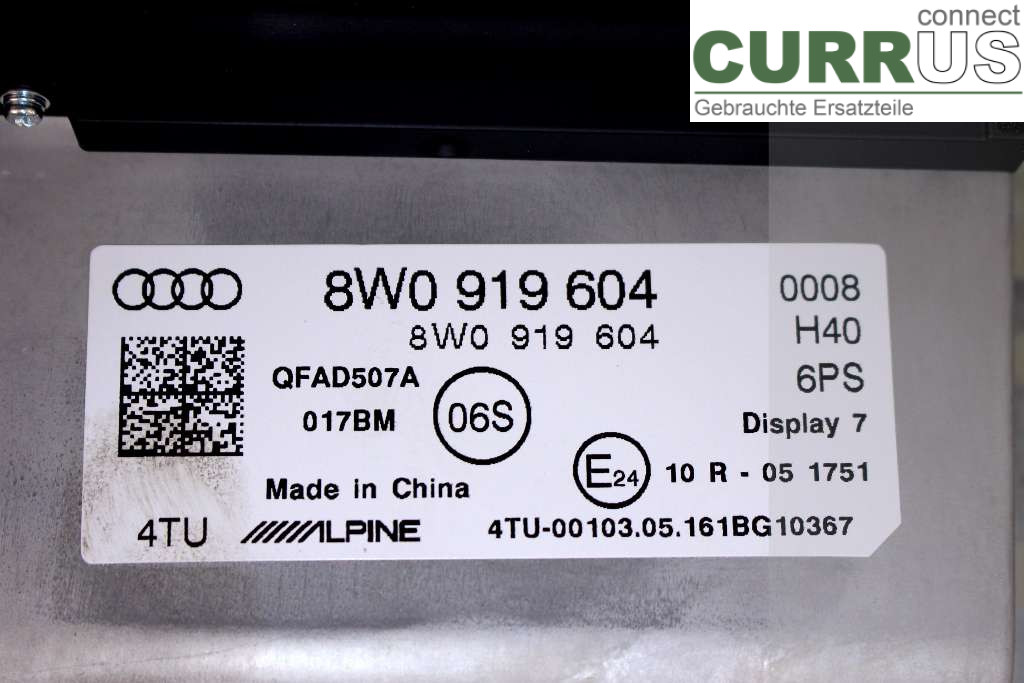 connect
CURRUS
Gebrauchte Ersatzteile
8W0 919 604 0008
8W0 919 604 H40
QFAD507A 6PS
017BM 06S Display 7
E24 10 R - 05 1751
Made in China
4TU ALPINE 4TU-00103.05.161BG10367